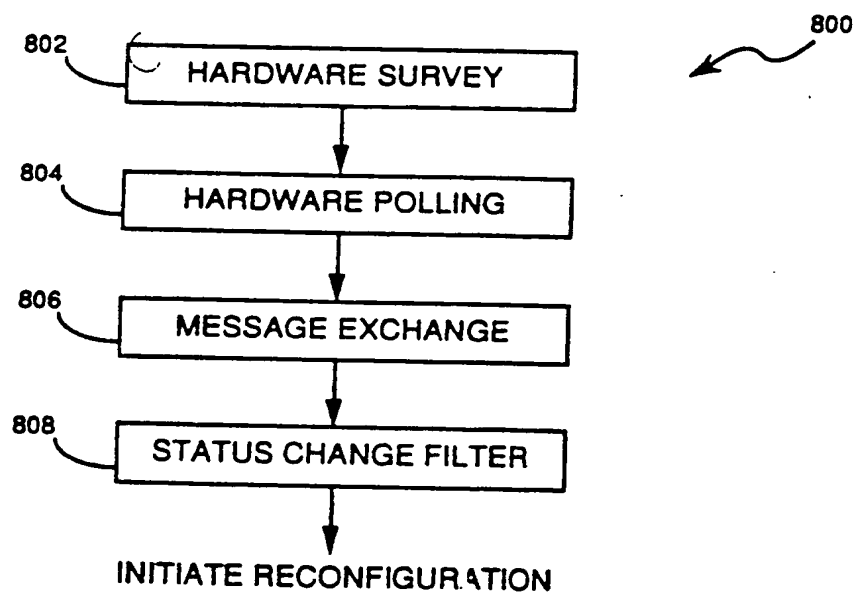 800
802
HARDWARE SURVEY
804
HARDWARE POLLING
806
MESSAGE EXCHANGE
808
STATUS CHANGE FILTER
INITIATE RECONFIGURATION